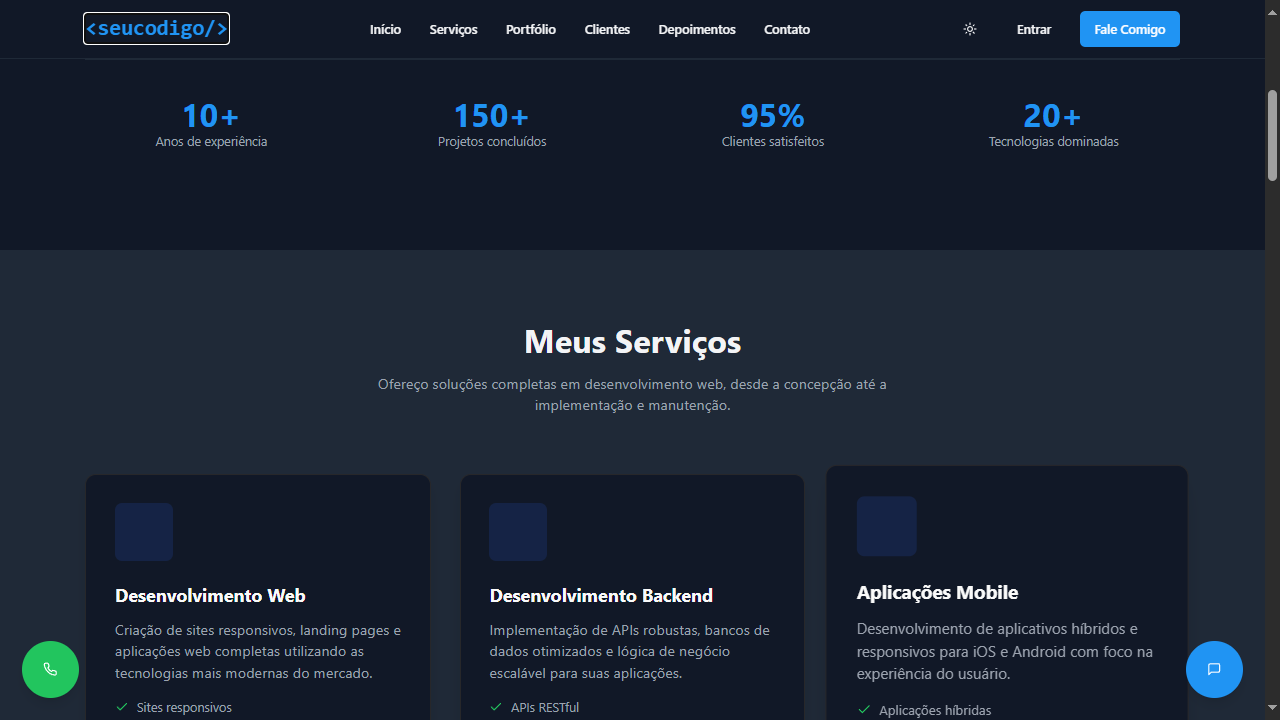 <seucodigo/>
Início
Serviços
Portfólio
Clientes
Depoimentos
Contato
Entrar
Fale Comigo
10+
Anos de experiência
150+
Projetos concluídos
95%
Clientes satisfeitos
20+
Tecnologias dominadas
Meus Serviços
Ofereço soluções completas em desenvolvimento web, desde a concepção até a
implementação e manutenção.
Desenvolvimento Web
Criação de sites responsivos, landing pages e
aplicações web completas utilizando as
tecnologias mais modernas do mercado.
Sites responsivos
Desenvolvimento Backend
Implementação de APIs robustas, bancos de
dados otimizados e lógica de negócio
escalável para suas aplicações.
APIs RESTful
Aplicações Mobile
Desenvolvimento de aplicativos híbridos e
responsivos para iOS e Android com foco na
experiência do usuário.
Aplicações híbridas